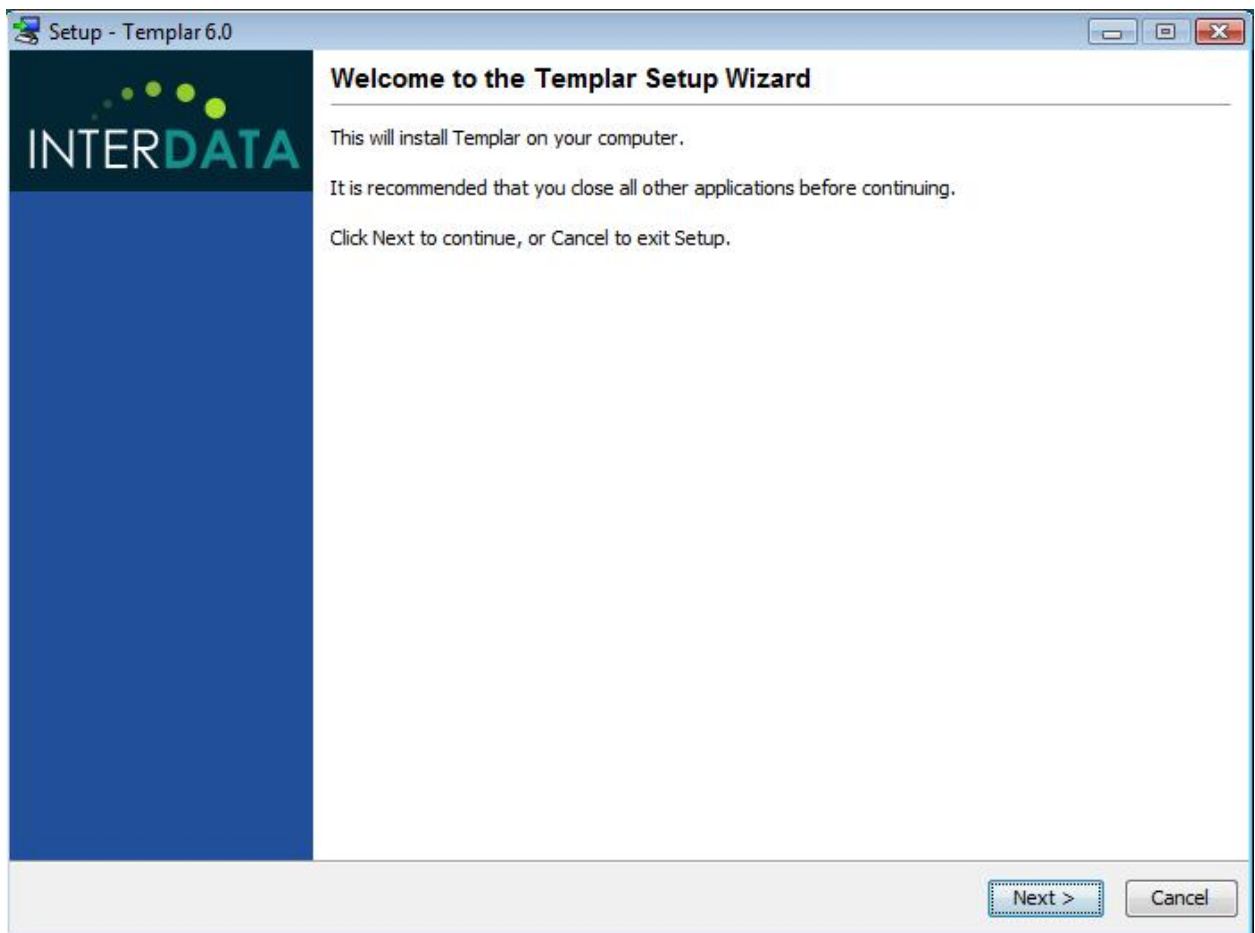 Setup - Templar 6.0
INTERDATA
Welcome to the Templar Setup Wizard
This will install Templar on your computer.
It is recommended that you close all other applications before continuing.
Click Next to continue, or Cancel to exit Setup.
Next >
Cancel